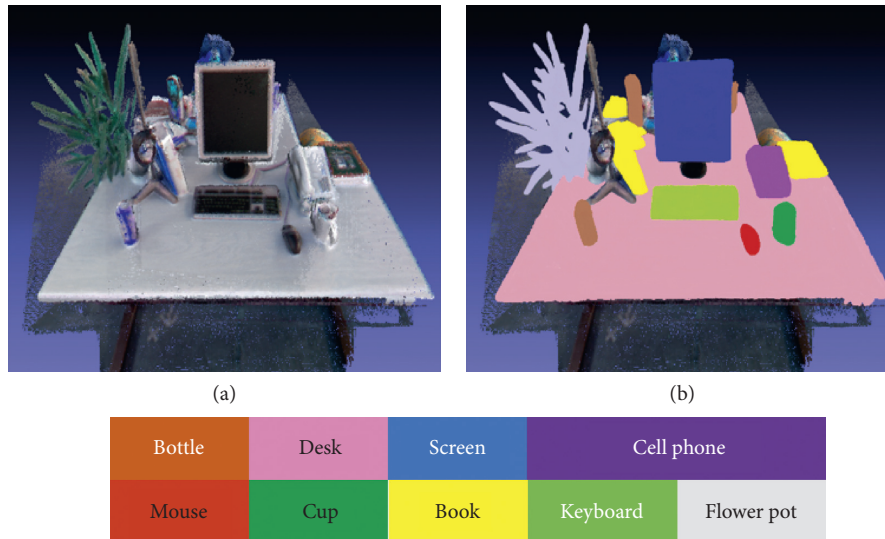 (a)
(b)
Bottle
Desk
Screen
Cell phone
Mouse
Cup
Book
Keyboard
Flower pot